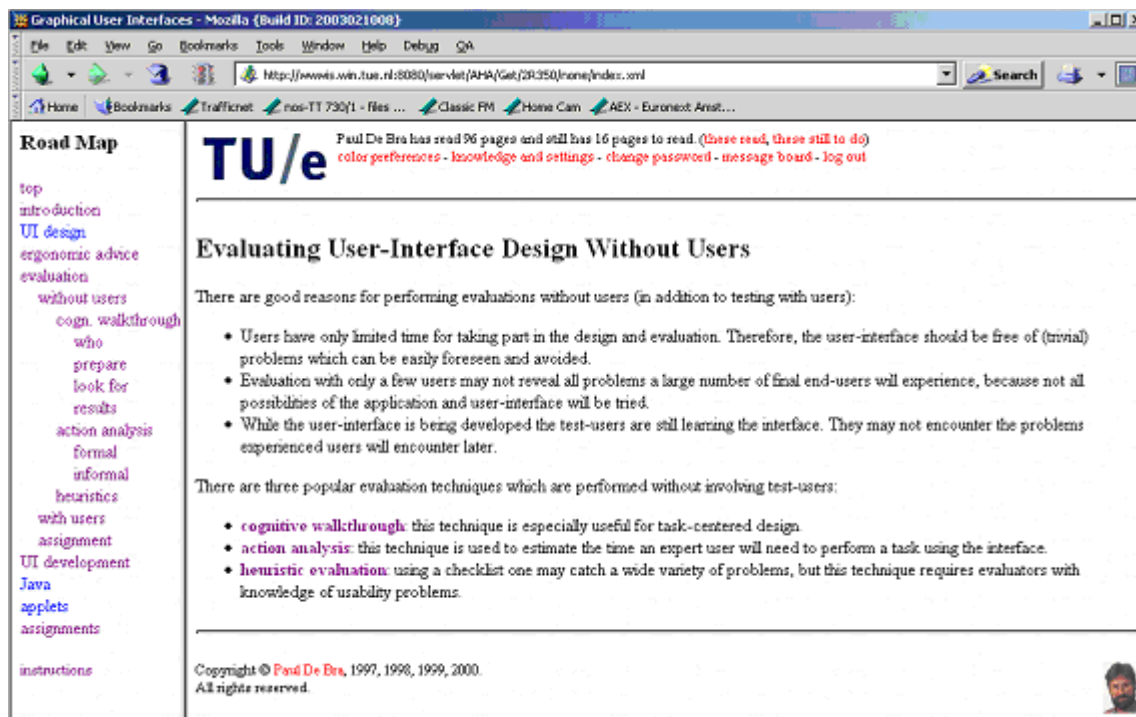 Graphical User Interfaces - Mozilla {Build ID: 2003021008}
File Edit View Go Bookmarks Tools Window Help Debug QA
http://wwwis.win.tue.nl:8080/servlet/AHA/Get/2R350/none/index.xml
Search
Home Bookmarks Trafficnet nos-TT 730/1 - files ... Classic FM Home Cam AEX - Euronext Amst...
Road Map
top
introduction
UI design
ergonomic advice
evaluation
without users
cogn. walkthrough
who
prepare
look for
results
action analysis
formal
informal
heuristics
with users
assignment
UI development
Java
applets
assignments
instructions
TU/e
Paul De Bra has read 96 pages and still has 16 pages to read. (these read, these still to do)
color preferences - knowledge and settings - change password - message board - log out
Evaluating User-Interface Design Without Users
There are good reasons for performing evaluations without users (in addition to testing with users):
• Users have only limited time for taking part in the design and evaluation. Therefore, the user-interface should be free of (trivial)
problems which can be easily foreseen and avoided.
• Evaluation with only a few users may not reveal all problems a large number of final end-users will experience, because not all
possibilities of the application and user-interface will be tried.
• While the user-interface is being developed the test-users are still learning the interface. They may not encounter the problems
experienced users will encounter later.
There are three popular evaluation techniques which are performed without involving test-users:
• cognitive walkthrough: this technique is especially useful for task-centered design.
• action analysis: this technique is used to estimate the time an expert user will need to perform a task using the interface.
• heuristic evaluation: using a checklist one may catch a wide variety of problems, but this technique requires evaluators with
knowledge of usability problems.
Copyright © Paul De Bra, 1997, 1998, 1999, 2000.
All rights reserved.